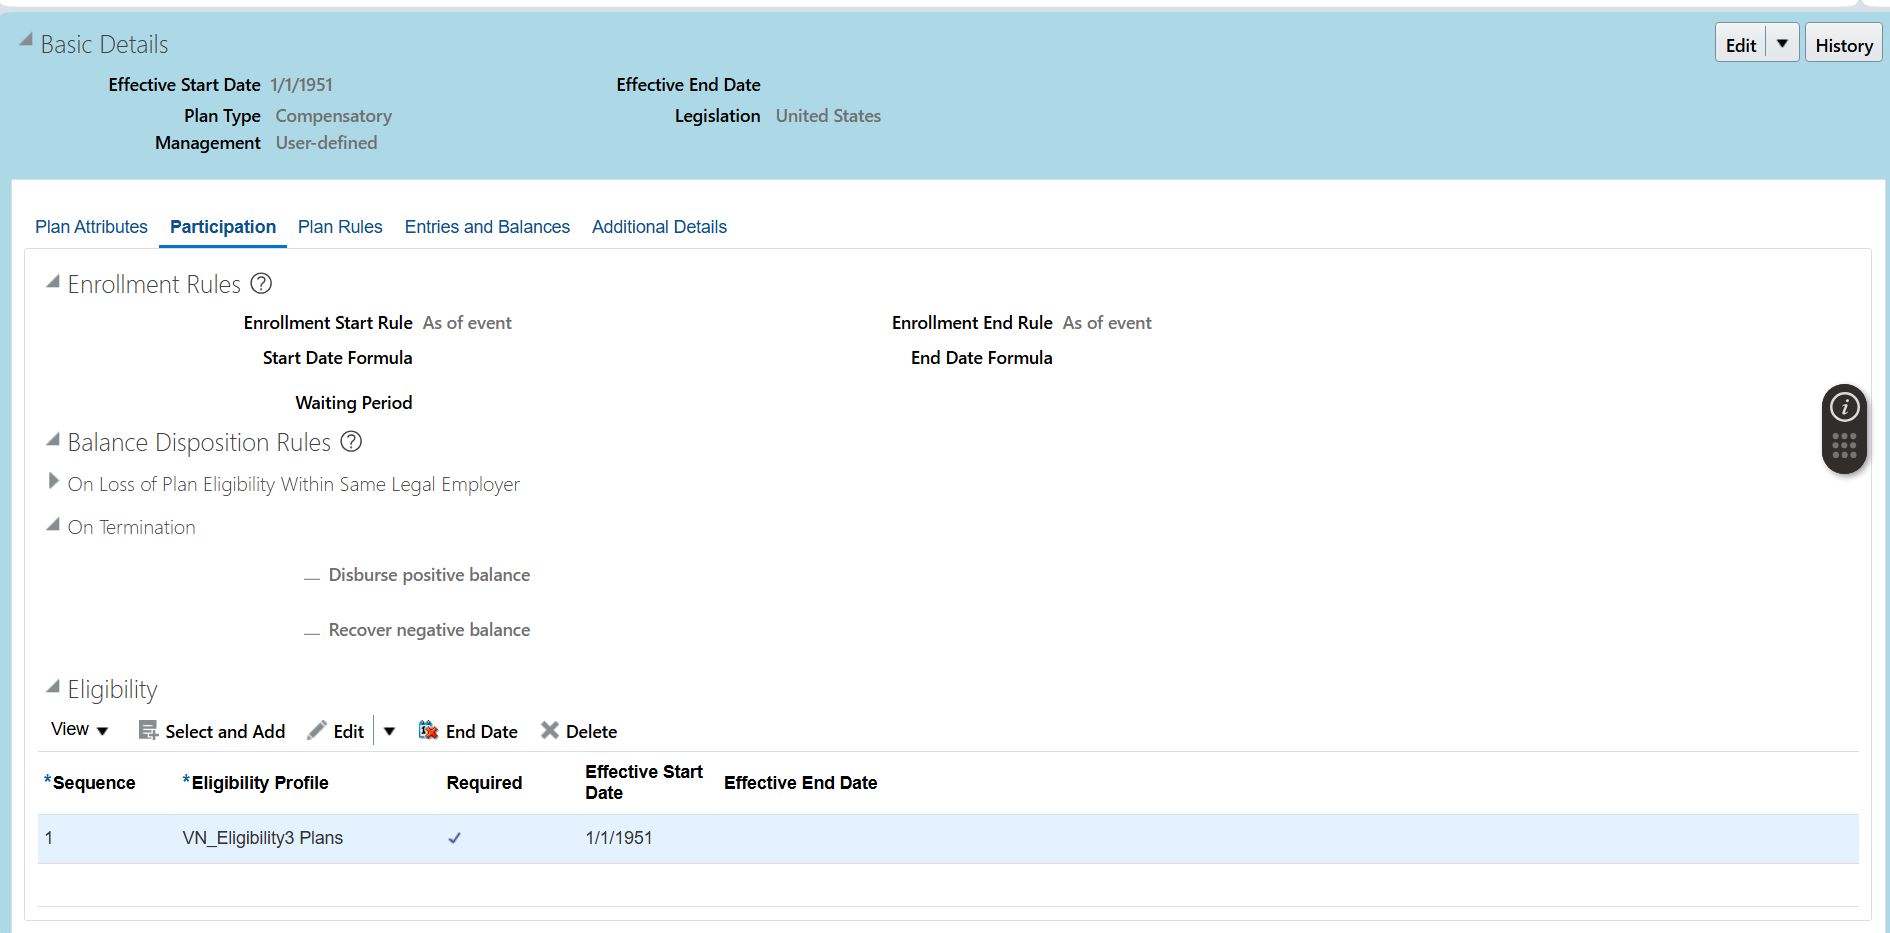 Basic Details
Edit
History
Effective Start Date 1/1/1951
Effective End Date
Plan Type Compensatory
Legislation United States
Management User-defined
Plan Attributes Participation Plan Rules Entries and Balances Additional Details
Enrollment Rules ?
Enrollment Start Rule As of event
Enrollment End Rule As of event
Start Date Formula
End Date Formula
Waiting Period
Balance Disposition Rules ?
On Loss of Plan Eligibility Within Same Legal Employer
On Termination
Disburse positive balance
Recover negative balance
Eligibility
View Select and Add Edit End Date Delete
*Sequence *Eligibility Profile Required Effective Start Date Effective End Date
1 VN_Eligibility3 Plans 1/1/1951